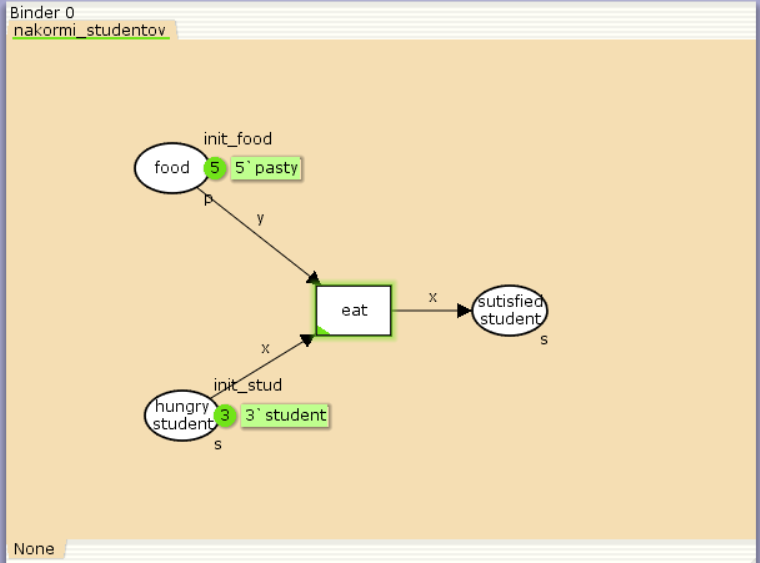 Binder 0
nakormi_studentov
init_food
food
5
5`pasty
p
y
eat
x
sutisfied
student
s
x
init_stud
hungry
student
3
3`student
s
None